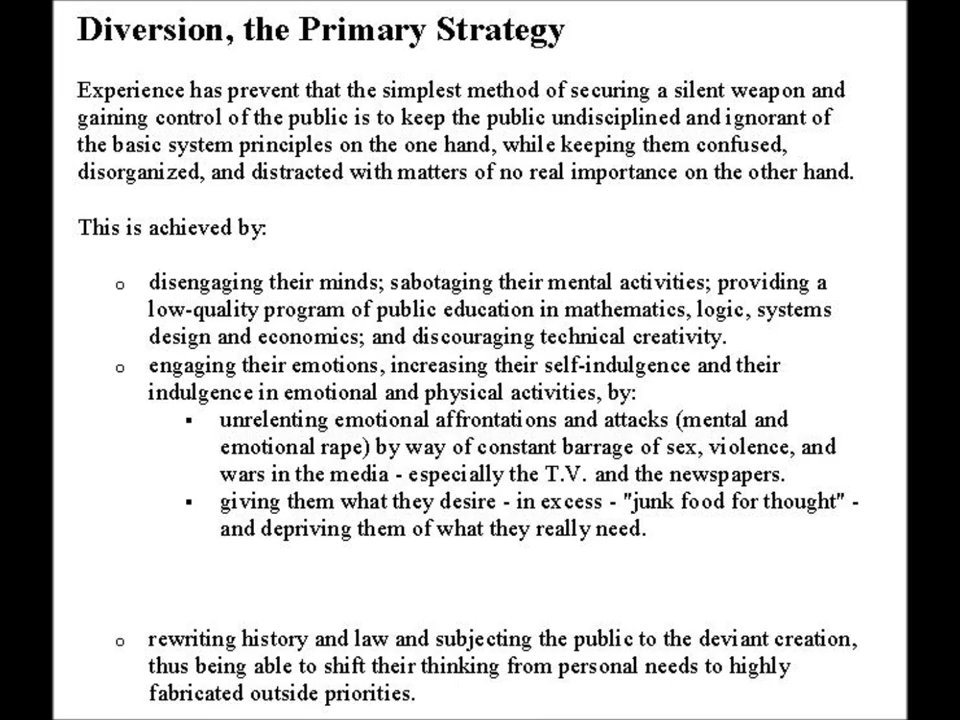 Diversion, the Primary Strategy
Experience has prevent that the simplest method of securing a silent weapon and
gaining control of the public is to keep the public undisciplined and ignorant of
the basic system principles on the one hand, while keeping them confused,
disorganized, and distracted with matters of no real importance on the other hand.
This is achieved by:
o disengaging their minds; sabotaging their mental activities; providing a
low-quality program of public education in mathematics, logic, systems
design and economics; and discouraging technical creativity.
o engaging their emotions, increasing their self-indulgence and their
indulgence in emotional and physical activities, by:
▪ unrelenting emotional affrontations and attacks (mental and
emotional rape) by way of constant barrage of sex, violence, and
wars in the media - especially the T.V. and the newspapers.
▪ giving them what they desire - in excess - "junk food for thought" -
and depriving them of what they really need.
o rewriting history and law and subjecting the public to the deviant creation,
thus being able to shift their thinking from personal needs to highly
fabricated outside priorities.